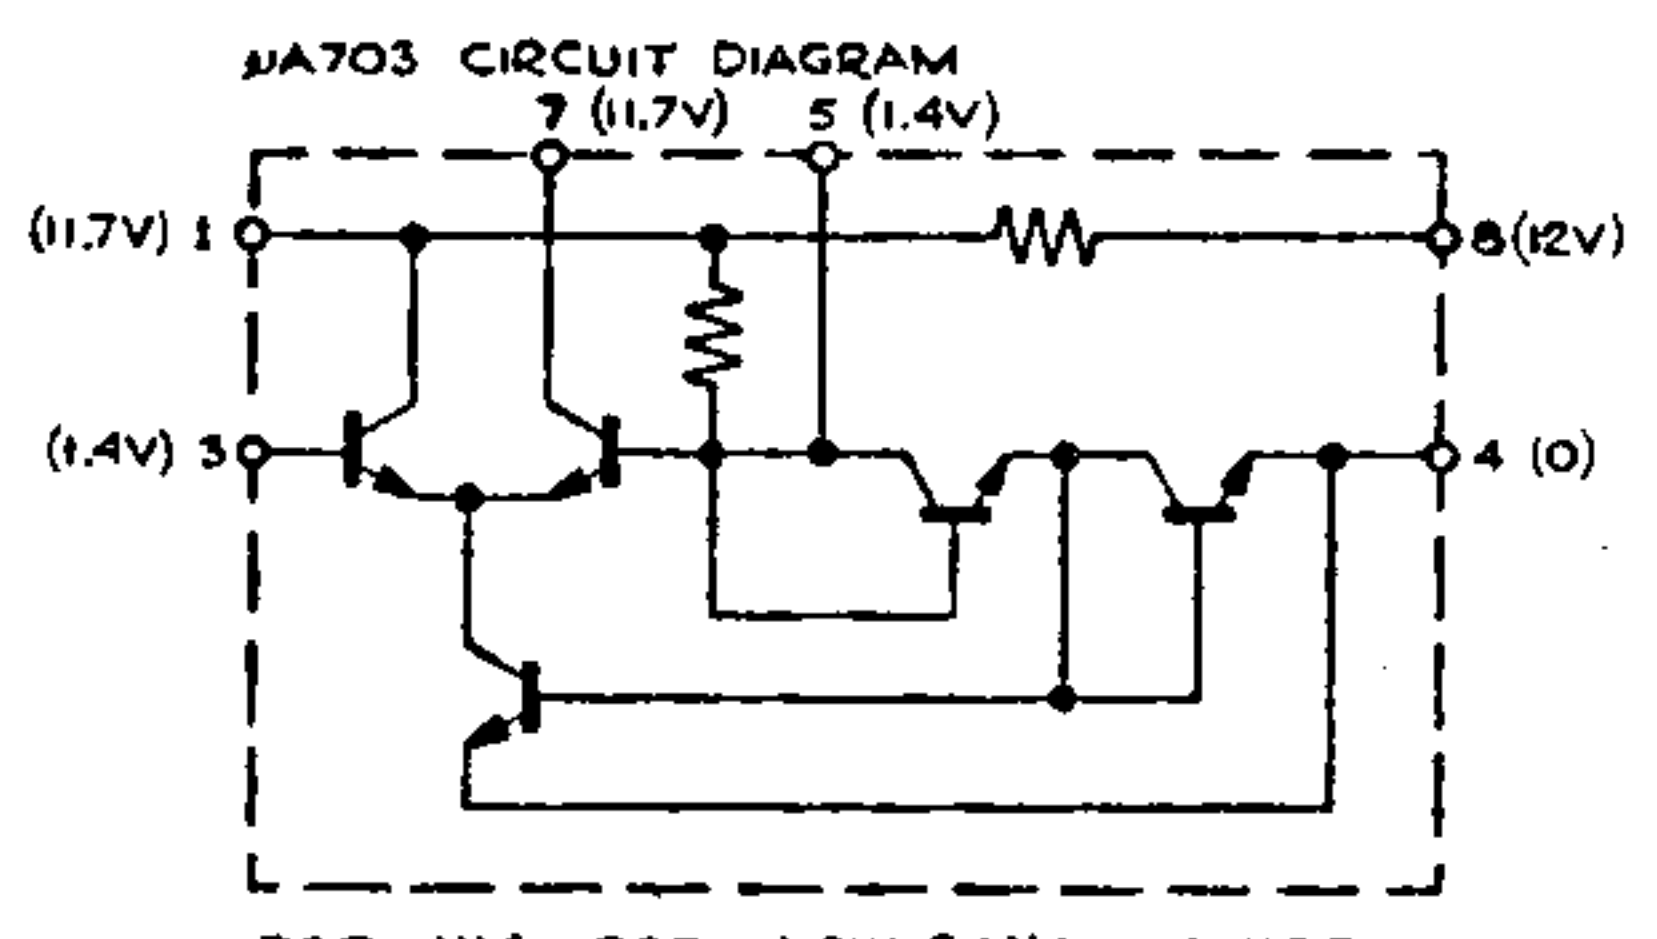 µA703 CIRCUIT DIAGRAM
7 (11.7V) 5 (1.4V)
(11.7V) 1
8 (12V)
(1.4V) 3
4 (0)